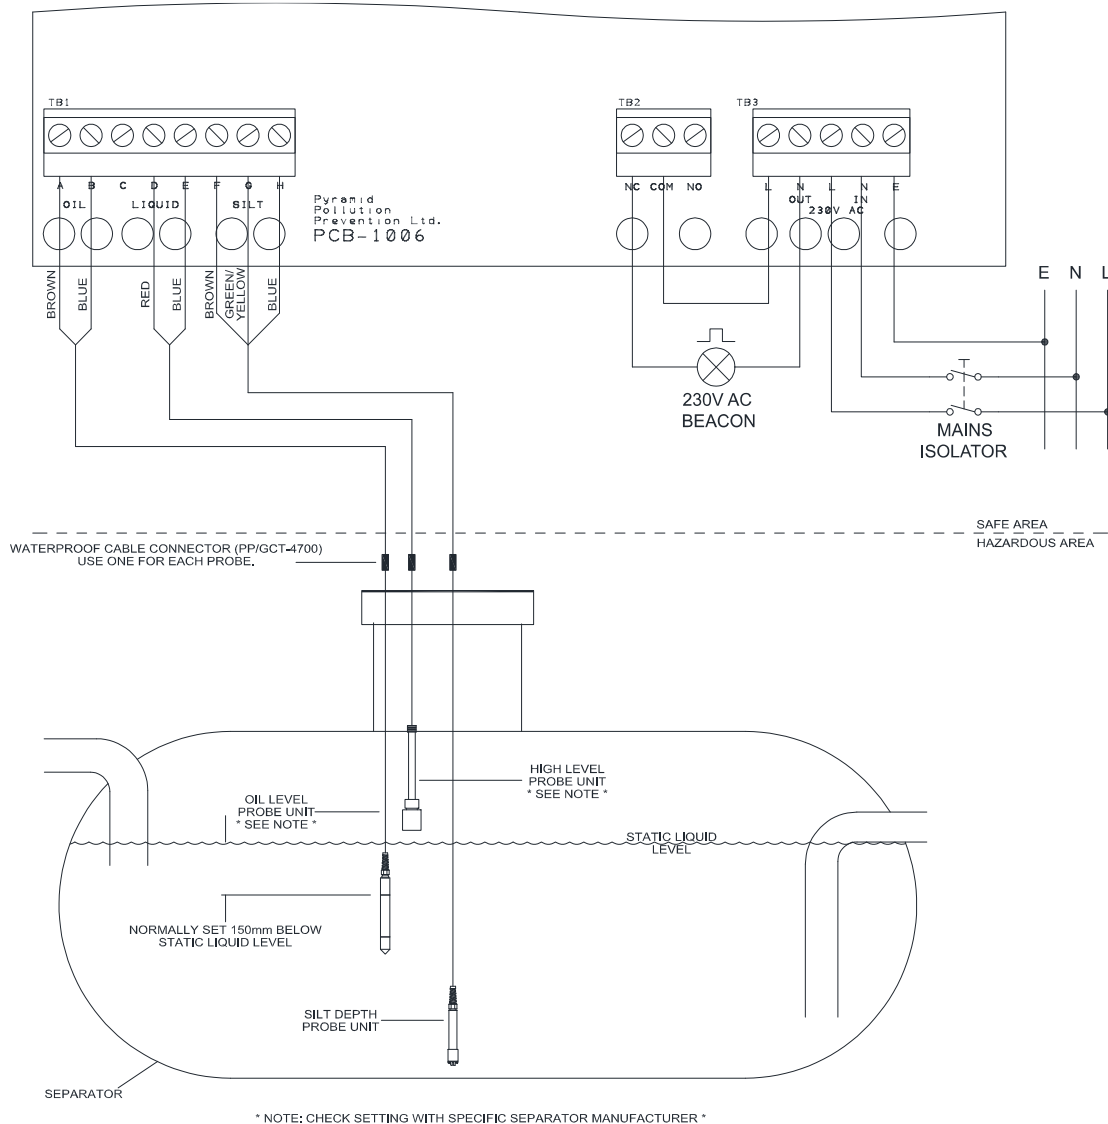 TB1
TB2
TB3
A B C D E F G H
OIL LIQUID SILT
NC COM NO
L N L N E
OUT IN
230V AC
Pyramid
Pollution
Prevention Ltd.
PCB-1006
BROWN
BLUE
RED
BLUE
BROWN
GREEN/
YELLOW
BLUE
E N L
230V AC
BEACON
MAINS
ISOLATOR
SAFE AREA
HAZARDOUS AREA
WATERPROOF CABLE CONNECTOR (PP/GCT-4700)
USE ONE FOR EACH PROBE.
HIGH LEVEL
PROBE UNIT
* SEE NOTE *
OIL LEVEL
PROBE UNIT
* SEE NOTE *
STATIC LIQUID
LEVEL
NORMALLY SET 150mm BELOW
STATIC LIQUID LEVEL
SILT DEPTH
PROBE UNIT
SEPARATOR
* NOTE: CHECK SETTING WITH SPECIFIC SEPARATOR MANUFACTURER *